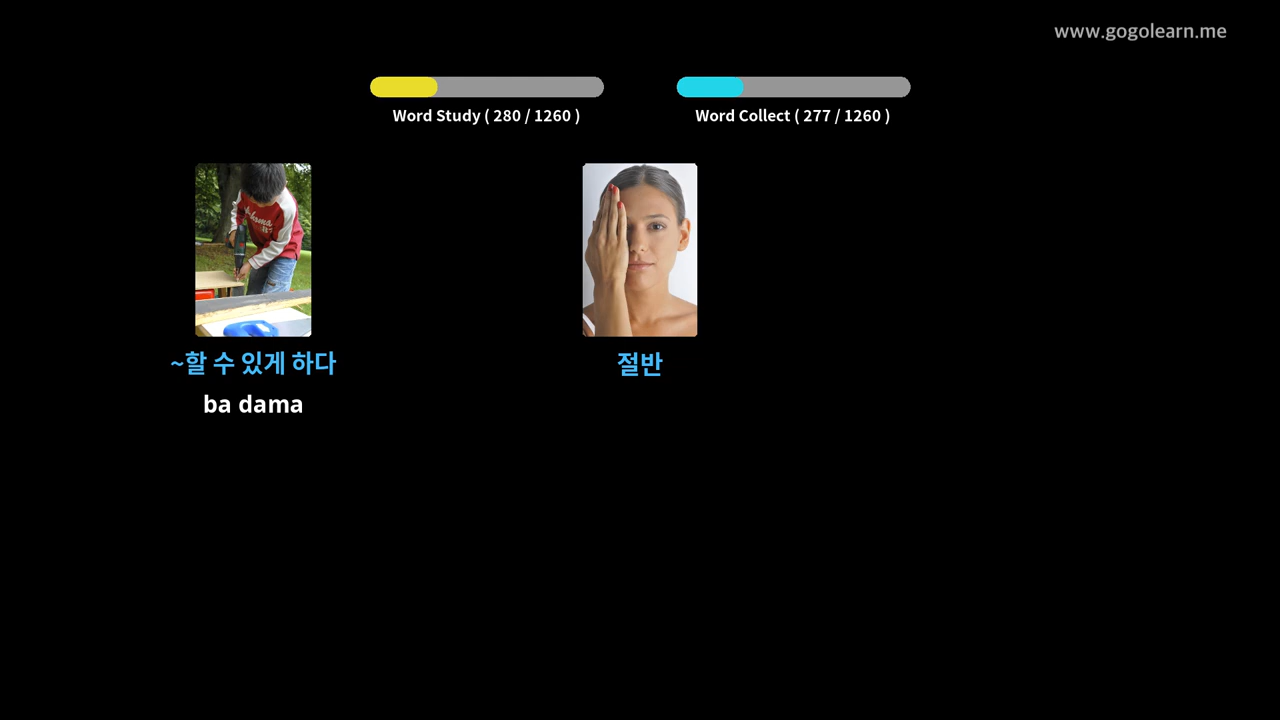 www.gogolearn.me
Word Study ( 280 / 1260 )
Word Collect ( 277 / 1260 )
~할 수 있게 하다
ba dama
절반